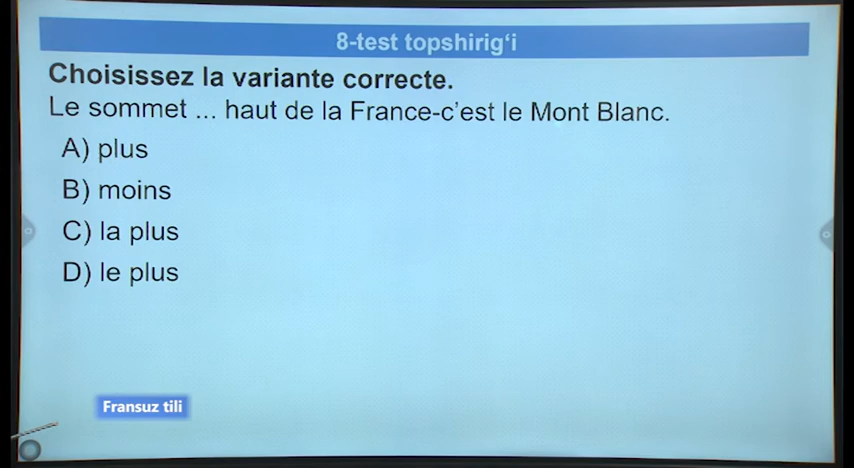 8-test topshirig‘i
Choisissez la variante correcte.
Le sommet ... haut de la France-c’est le Mont Blanc.
A) plus
B) moins
C) la plus
D) le plus
Fransuz tili